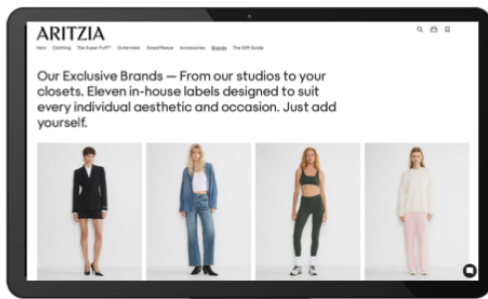 ARITZIA
New Clothing The Super Puff™ Outerwear Sweatfleece Accessories Brands The Gift Guide
Our Exclusive Brands — From our studios to your
closets. Eleven in-house labels designed to suit
every individual aesthetic and occasion. Just add
yourself.